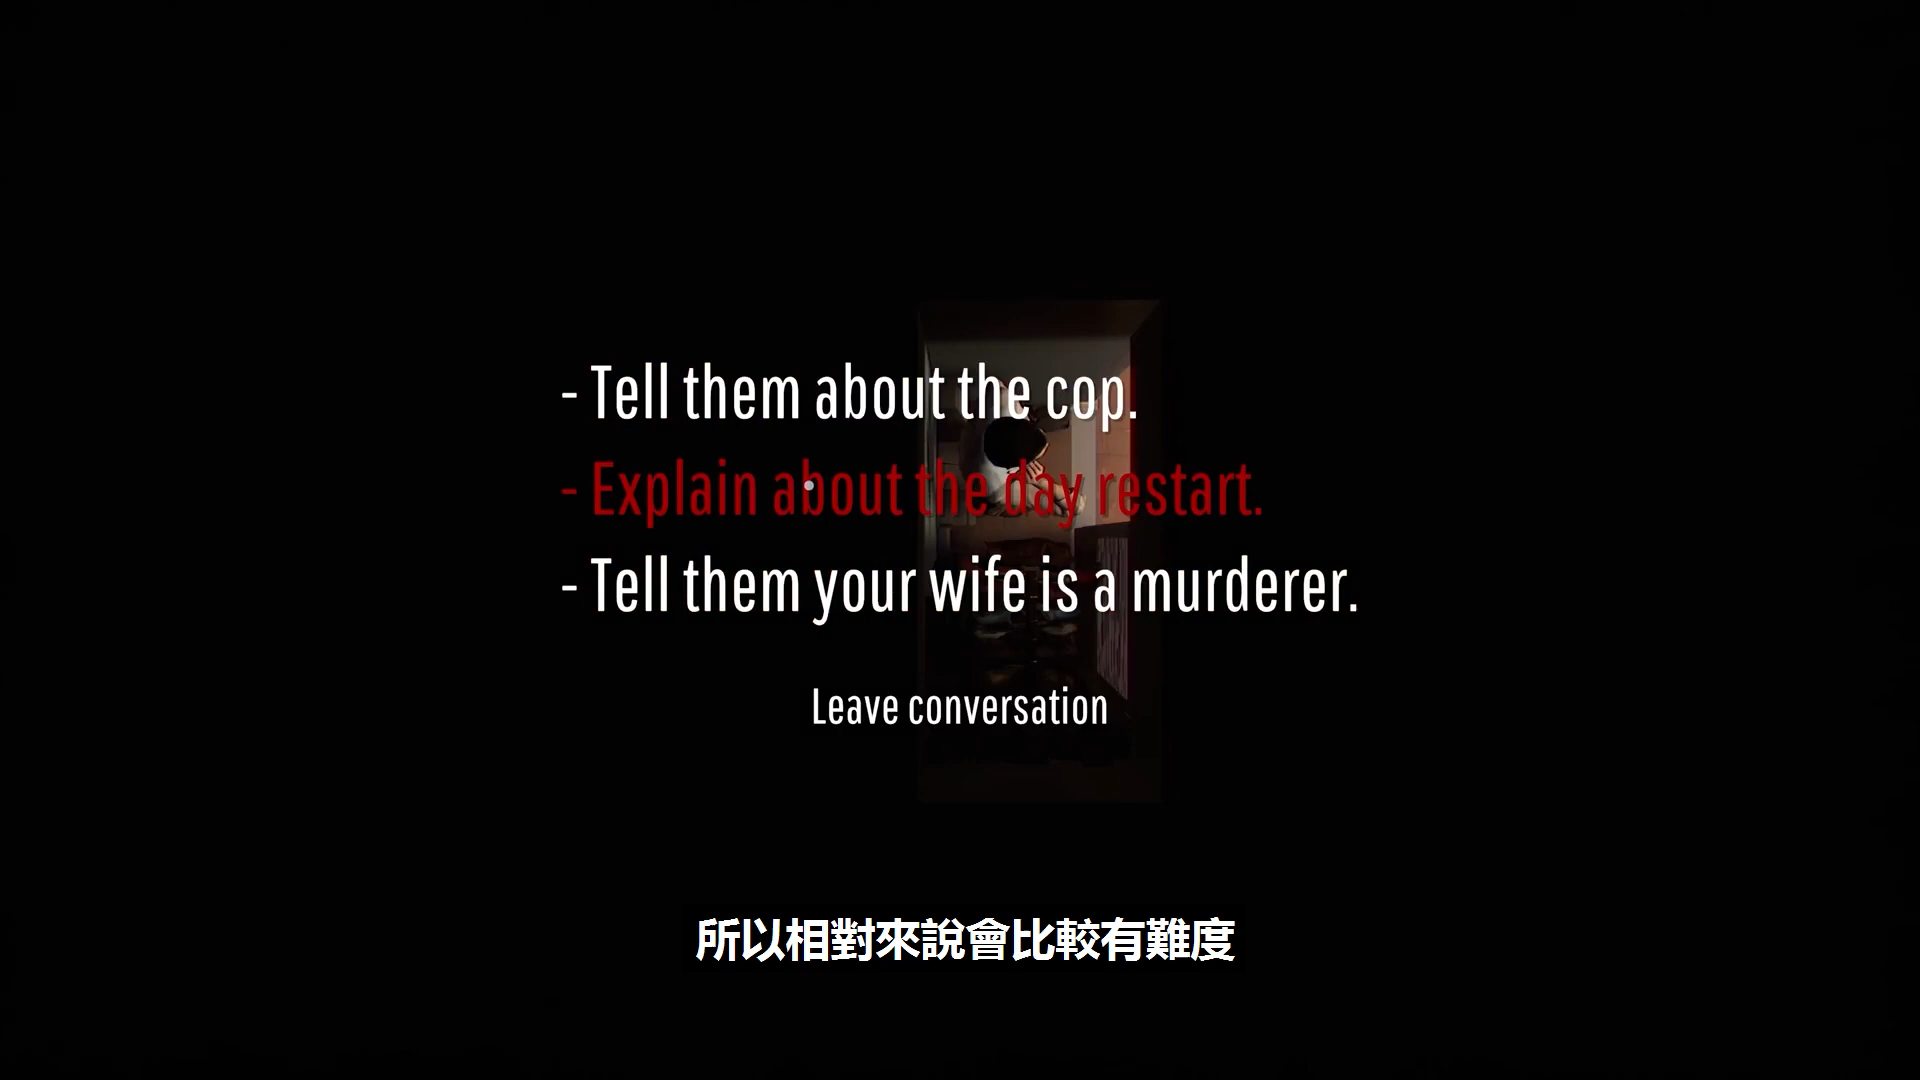 - Tell them about the cop.
- Explain about the day restart.
- Tell them your wife is a murderer.
Leave conversation
所以相對來說會比較有難度